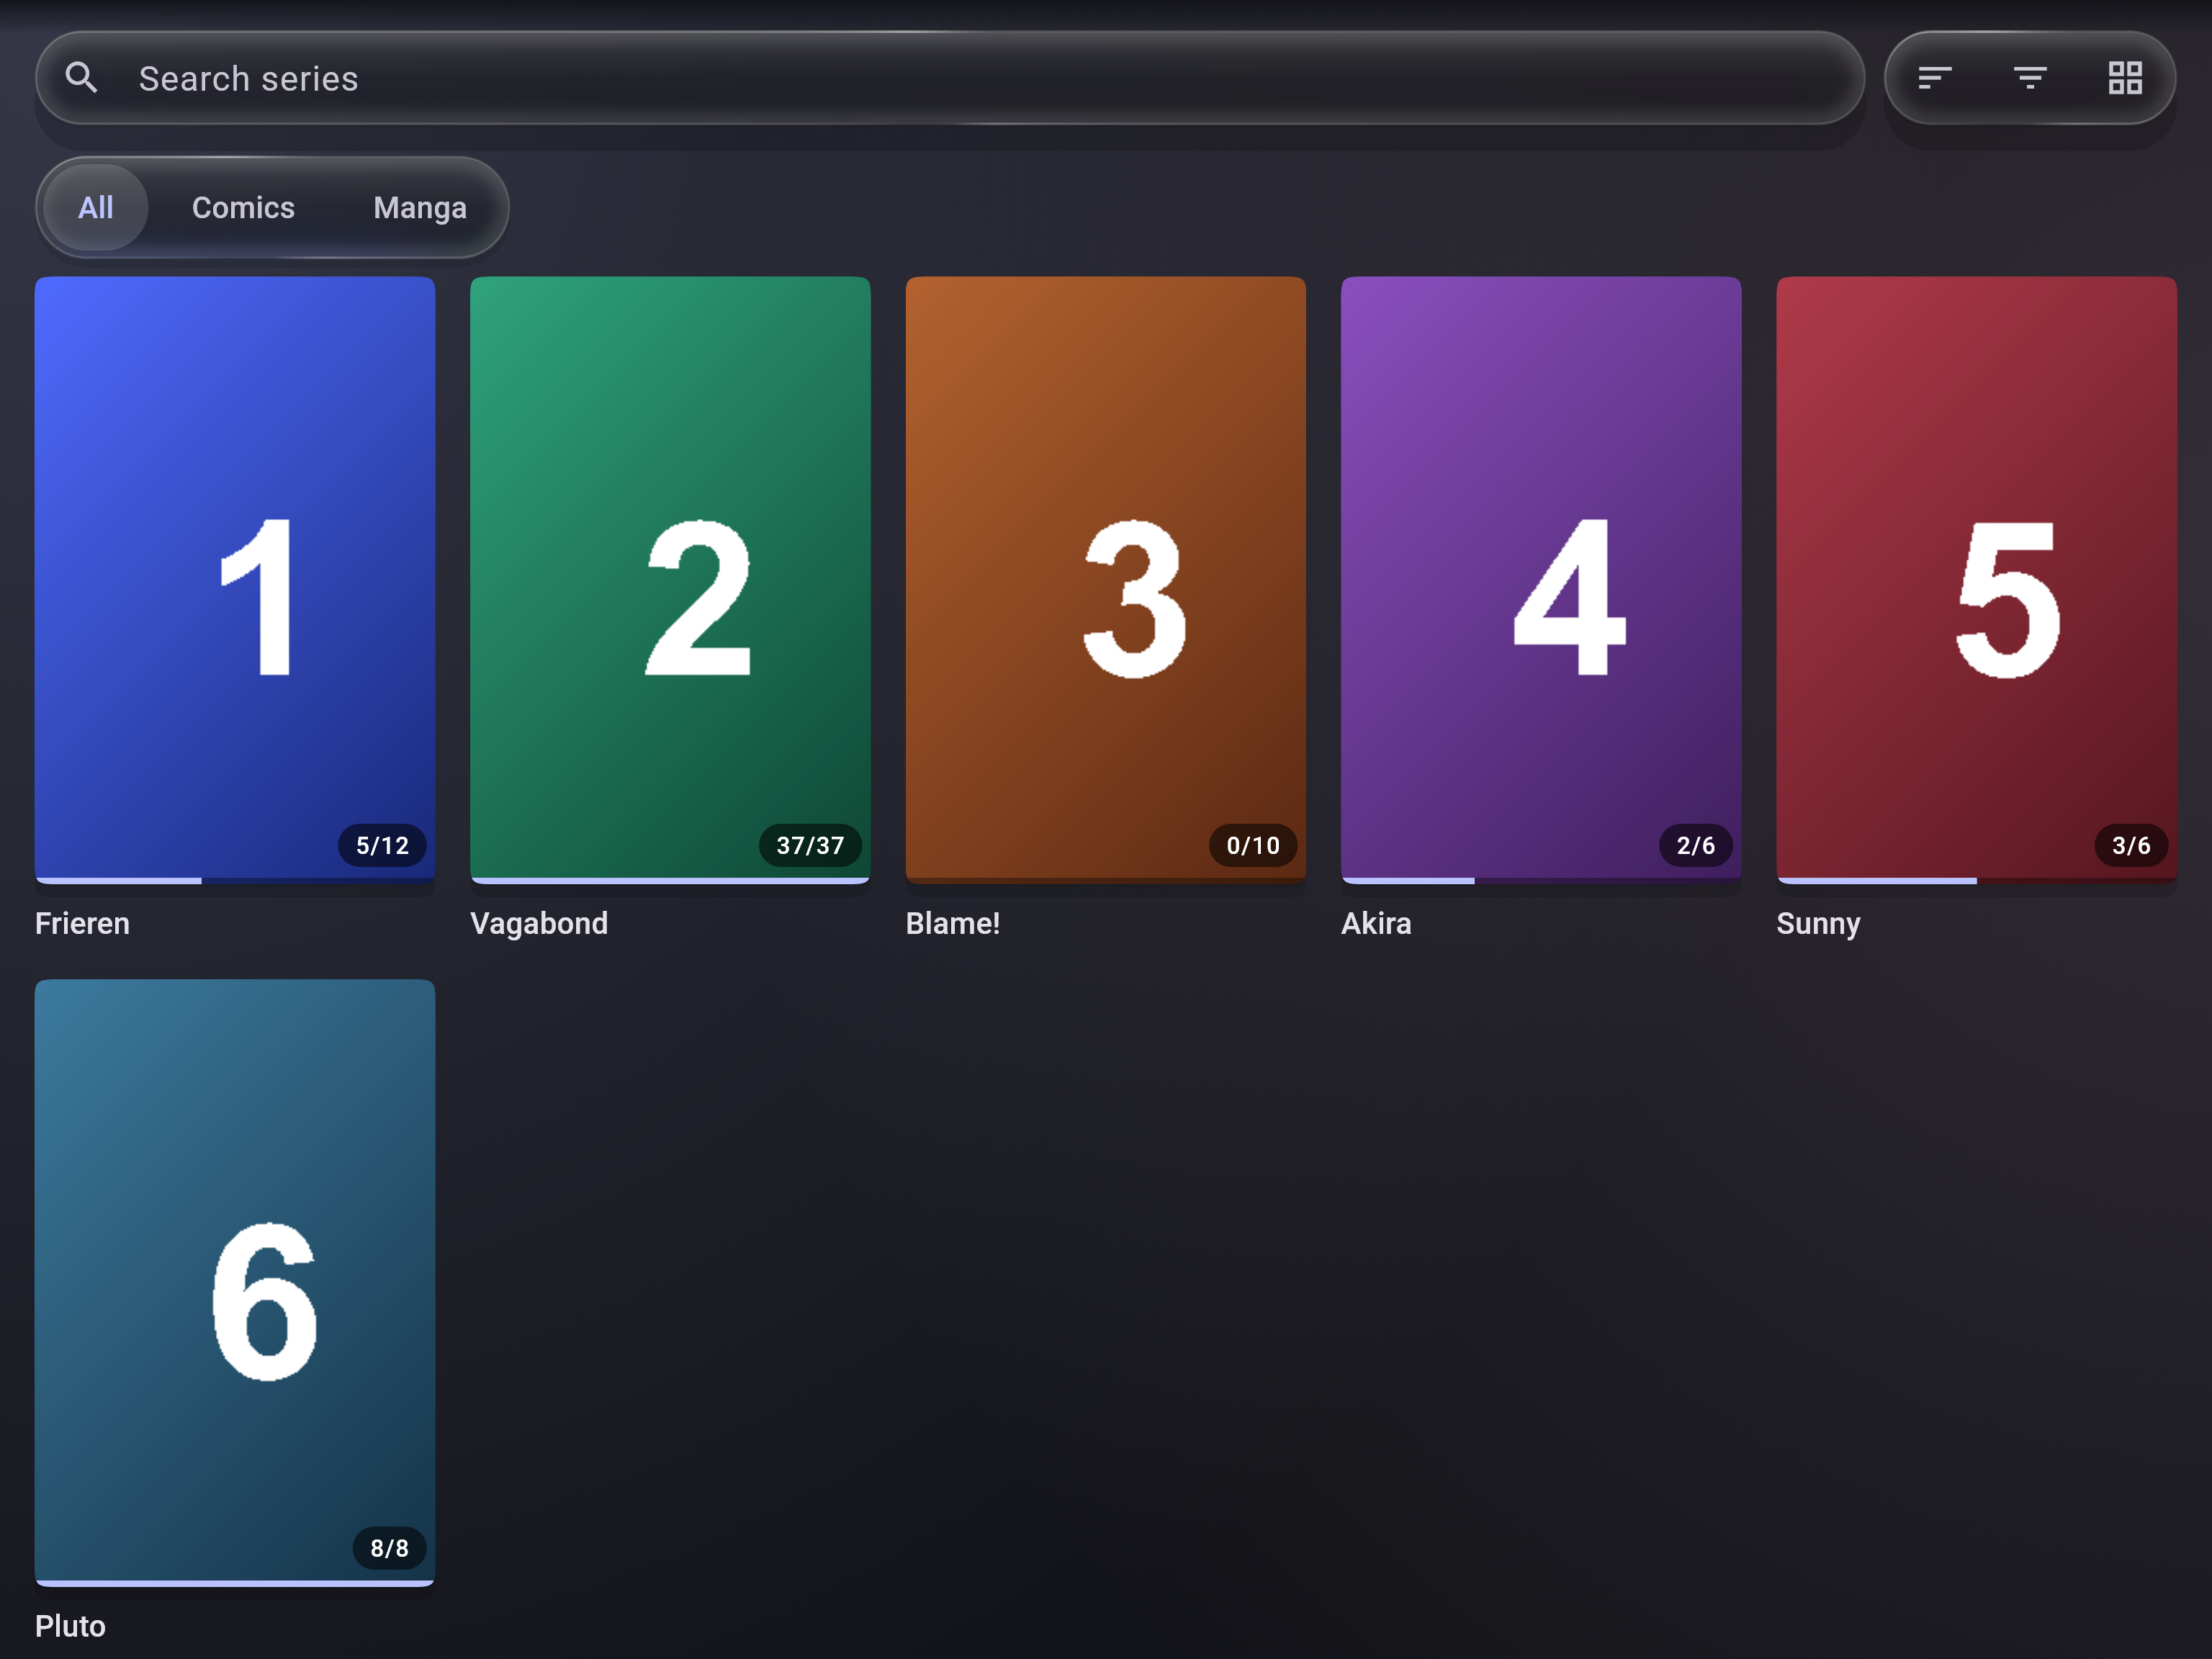 Search series
All Comics Manga
1 2 3 4 5
5/12 37/37 0/10 2/6 3/6
Frieren Vagabond Blame! Akira Sunny
6
8/8
Pluto